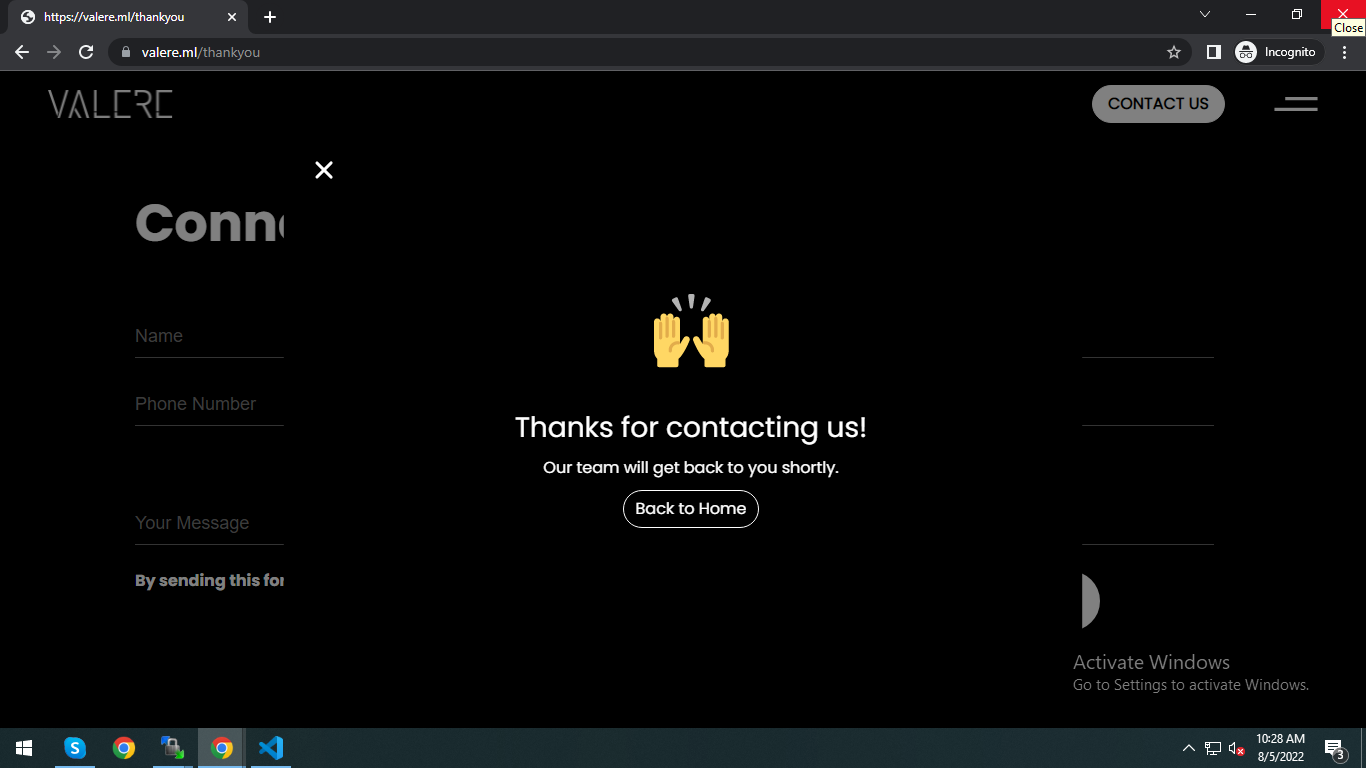 https://valere.ml/thankyou
Close
valere.ml/thankyou
Incognito
VALERE
CONTACT US
Conn
Name
Phone Number
Thanks for contacting us!
Our team will get back to you shortly.
Back to Home
Your Message
By sending this for
Activate Windows
Go to Settings to activate Windows.
S
10:28 AM
8/5/2022
3